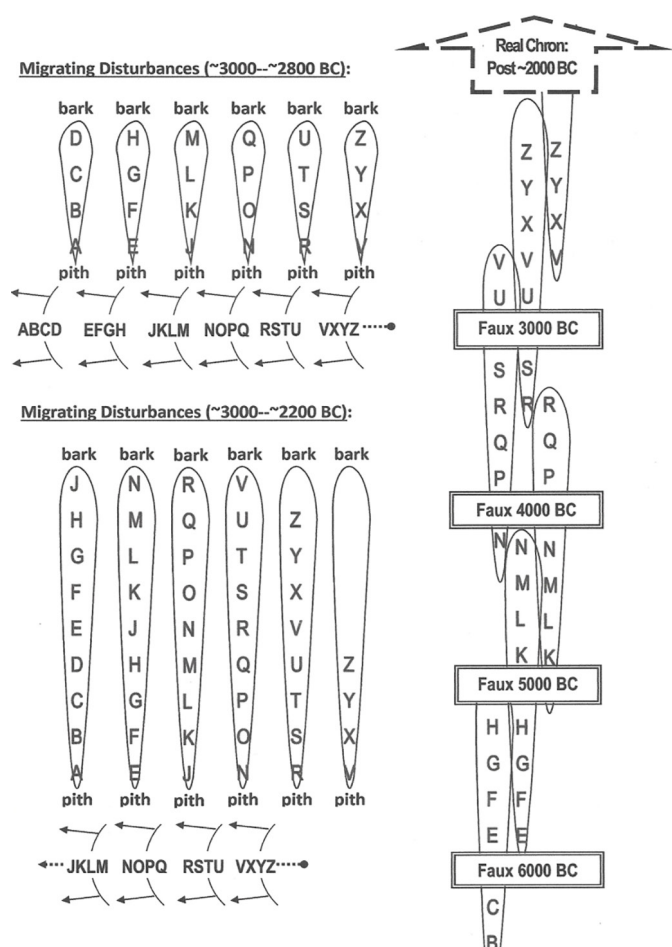 Migrating Disturbances (~3000--~2800 BC):
bark bark bark bark bark bark
D H M Q U Z
C G L P T Y
B F K O S X
A E J N R V
pith pith pith pith pith pith
ABCD EFGH JKLM NOPQ RSTU VXYZ
Migrating Disturbances (~3000--~2200 BC):
bark bark bark bark bark bark
J N R V
H M Q U Z
G L P T Y
F K O S X
E J N R V
D H M Q U Z
C G L P T Y
B F K O S X
A E J N R V
pith pith pith pith pith pith
JKLM NOPQ RSTU VXYZ
Real Chron:
Post ~2000 BC
Z Z
Y Y
X X
V V V
U U
Faux 3000 BC
S S
R R R
Q Q
P P
Faux 4000 BC
N N N
M M
L L
K K
Faux 5000 BC
H H
G G
F F
E E
Faux 6000 BC
C
B